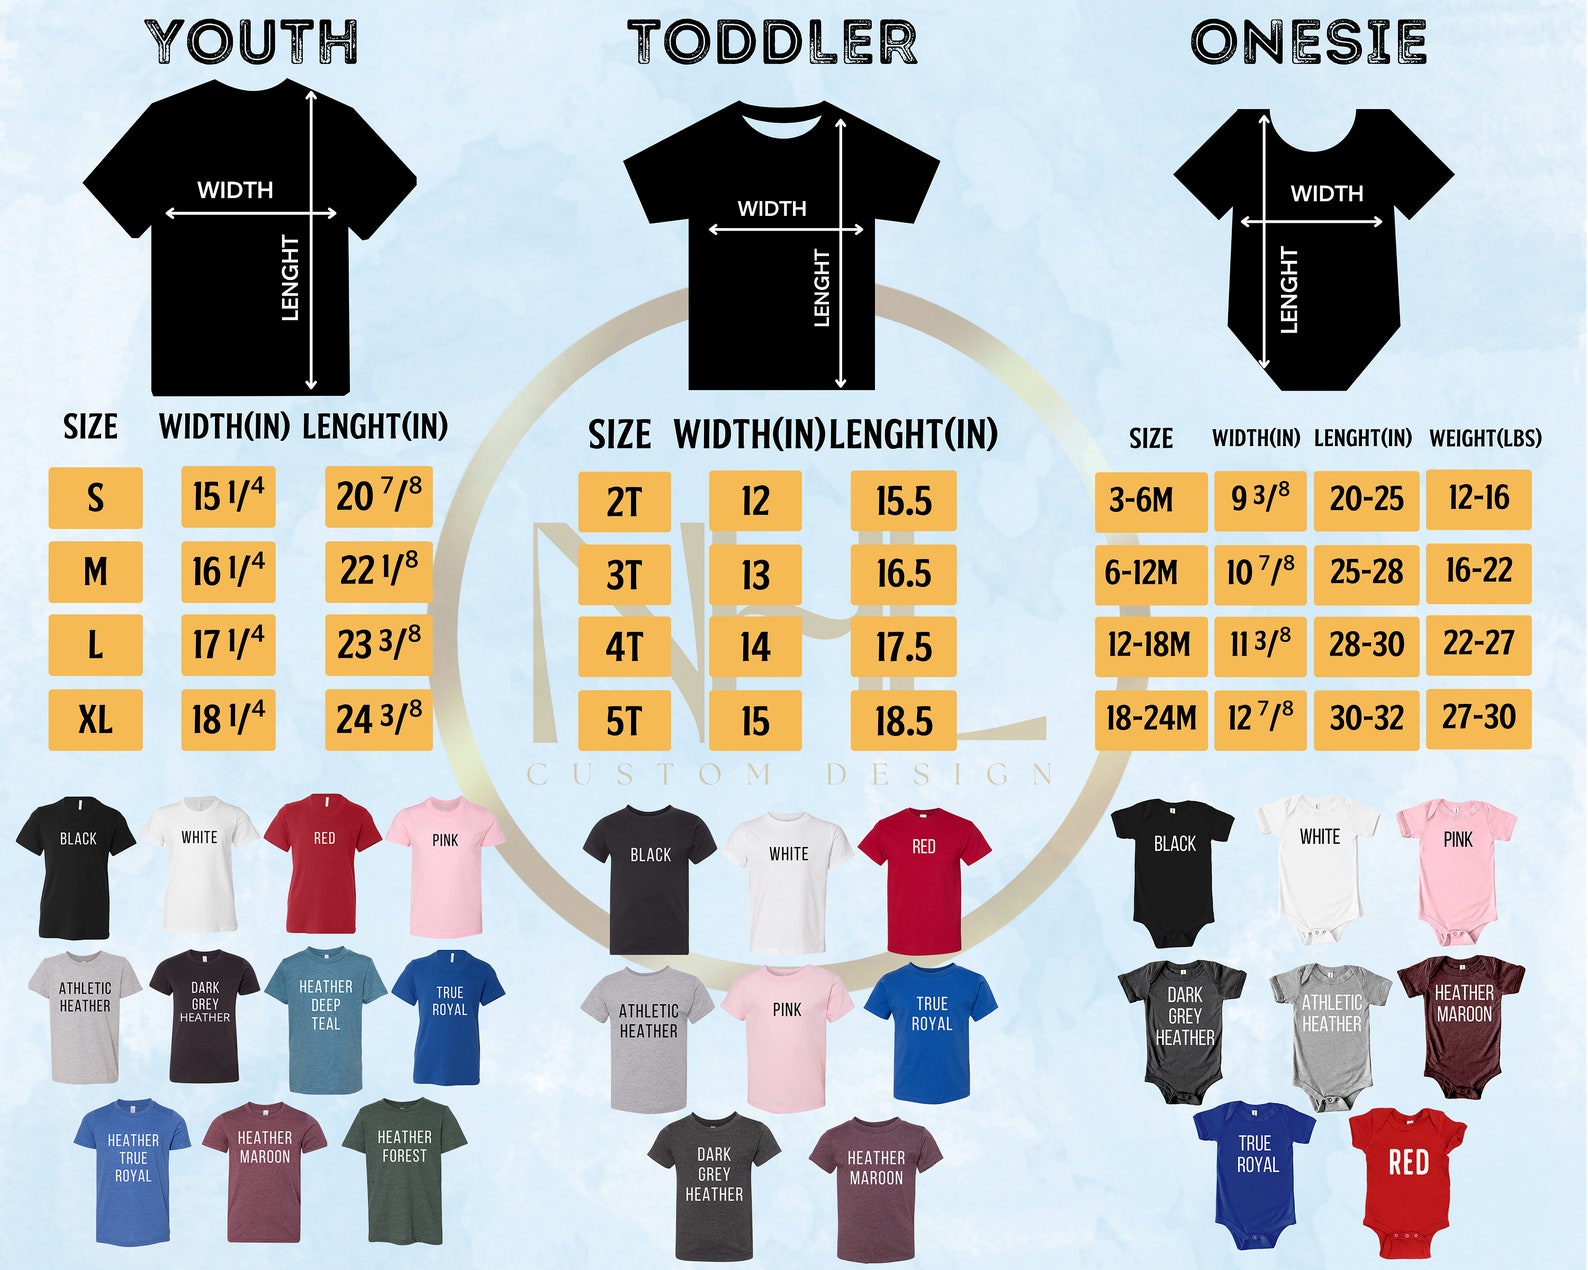 YOUTH
WIDTH
LENGHT
SIZE WIDTH(IN) LENGHT(IN)
S 15 1/4 20 7/8
M 16 1/4 22 1/8
L 17 1/4 23 3/8
XL 18 1/4 24 3/8
BLACK
WHITE
RED
PINK
ATHLETIC
HEATHER
DARK
GREY
HEATHER
HEATHER
DEEP
TEAL
TRUE
ROYAL
HEATHER
TRUE
ROYAL
HEATHER
MAROON
HEATHER
FOREST
TODDLER
WIDTH
LENGHT
SIZE WIDTH(IN) LENGHT(IN)
2T 12 15.5
3T 13 16.5
4T 14 17.5
5T 15 18.5
NHL
CUSTOM DESIGN
BLACK
WHITE
RED
ATHLETIC
HEATHER
PINK
TRUE
ROYAL
DARK
GREY
HEATHER
HEATHER
MAROON
ONESIE
WIDTH
LENGHT
SIZE WIDTH(IN) LENGHT(IN) WEIGHT(LBS)
3-6M 9 3/8 20-25 12-16
6-12M 10 7/8 25-28 16-22
12-18M 11 3/8 28-30 22-27
18-24M 12 7/8 30-32 27-30
BLACK
WHITE
PINK
DARK
GREY
HEATHER
ATHLETIC
HEATHER
HEATHER
MAROON
TRUE
ROYAL
RED